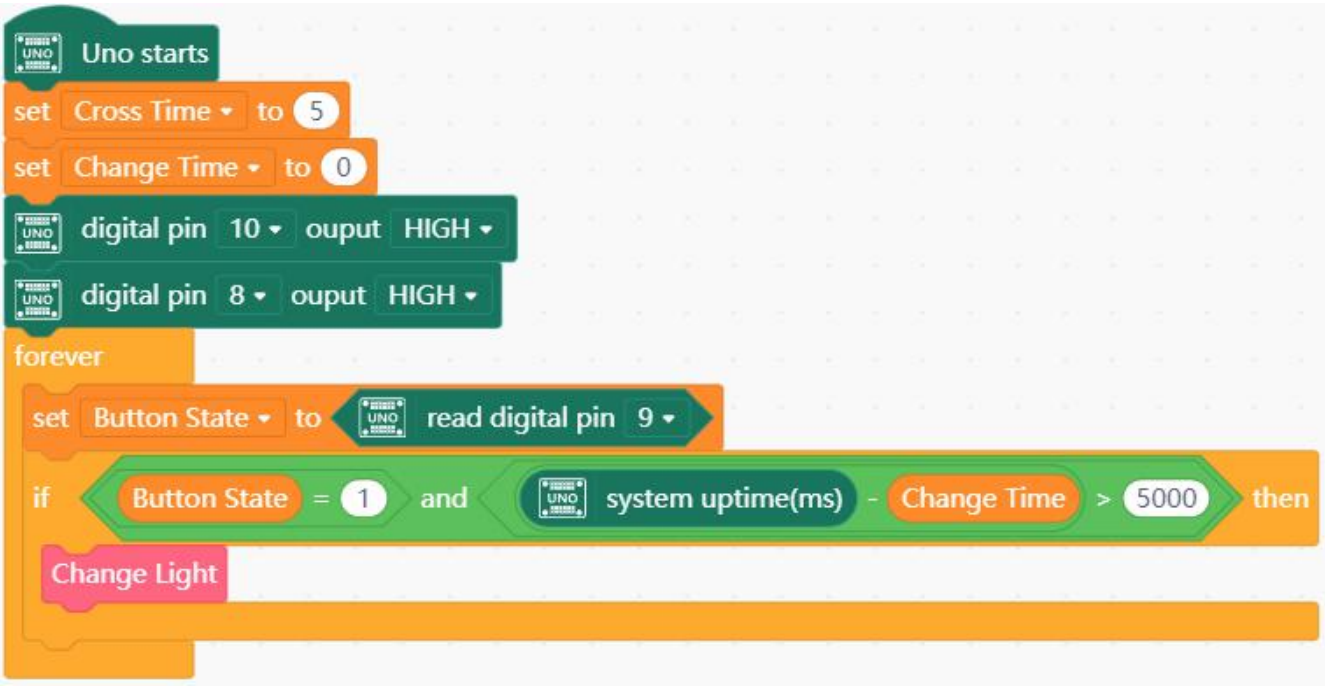 UNO Uno starts
set Cross Time to 5
set Change Time to 0
UNO digital pin 10 ouput HIGH
UNO digital pin 8 ouput HIGH
forever
set Button State to UNO read digital pin 9
if Button State = 1 and UNO system uptime(ms) - Change Time > 5000 then
Change Light